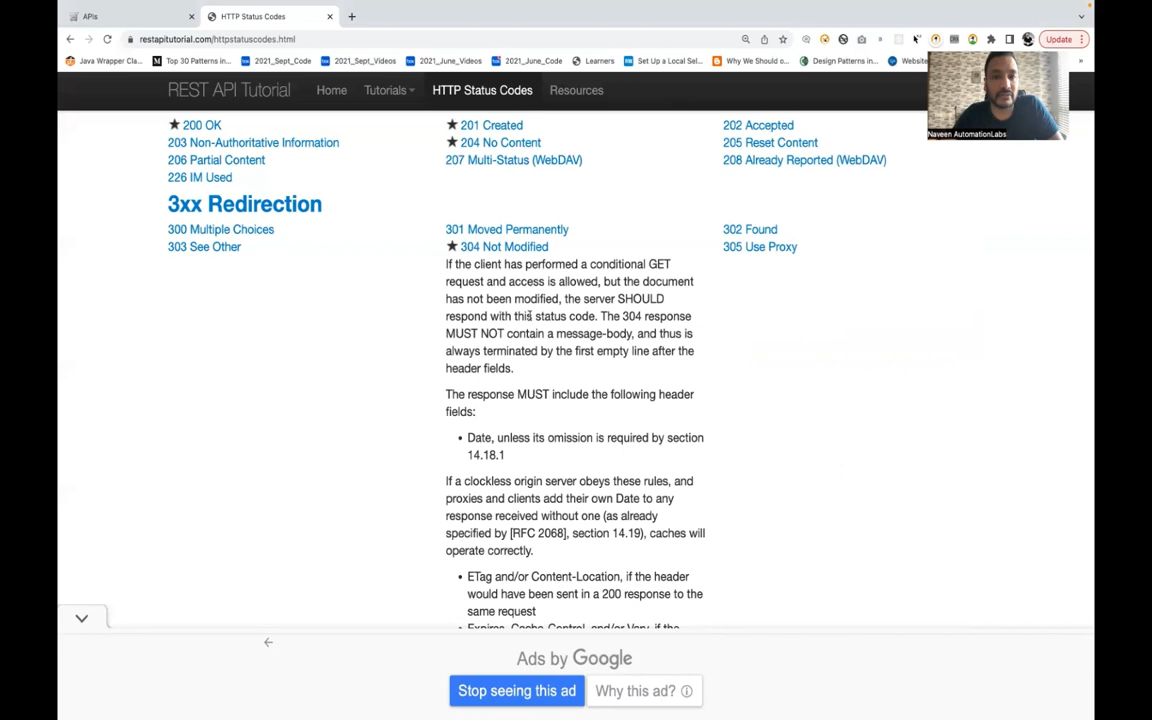 APIs
HTTP Status Codes
restapitutorial.com/httpstatuscodes.html
Update
Java Wrapper Cla...
Top 30 Patterns in...
2021_Sept_Code
2021_Sept_Videos
2021_June_Videos
2021_June_Code
Learners
Set Up a Local Sel...
Why We Should o...
Design Patterns in...
Website
REST API Tutorial
Home
Tutorials
HTTP Status Codes
Resources
Naveen AutomationLabs
★ 200 OK
★ 201 Created
202 Accepted
203 Non-Authoritative Information
★ 204 No Content
205 Reset Content
206 Partial Content
207 Multi-Status (WebDAV)
208 Already Reported (WebDAV)
226 IM Used
3xx Redirection
300 Multiple Choices
301 Moved Permanently
302 Found
303 See Other
★ 304 Not Modified
305 Use Proxy
If the client has performed a conditional GET
request and access is allowed, but the document
has not been modified, the server SHOULD
respond with this status code. The 304 response
MUST NOT contain a message-body, and thus is
always terminated by the first empty line after the
header fields.
The response MUST include the following header
fields:
• Date, unless its omission is required by section
14.18.1
If a clockless origin server obeys these rules, and
proxies and clients add their own Date to any
response received without one (as already
specified by [RFC 2068], section 14.19), caches will
operate correctly.
• ETag and/or Content-Location, if the header
would have been sent in a 200 response to the
same request
• Expires, Cache-Control, and/or Vary, if the
Ads by Google
Stop seeing this ad
Why this ad?